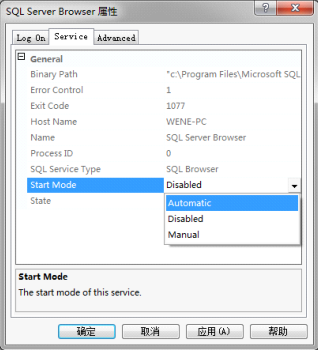 SQL Server Browser 属性
Log On Service Advanced
General
Binary Path "c:\Program Files\Microsoft SQL
Error Control 1
Exit Code 1077
Host Name WENE-PC
Name SQL Server Browser
Process ID 0
SQL Service Type SQL Browser
Start Mode Disabled
State
Automatic
Disabled
Manual
Start Mode
The start mode of this service.
确定 取消 应用(A) 帮助